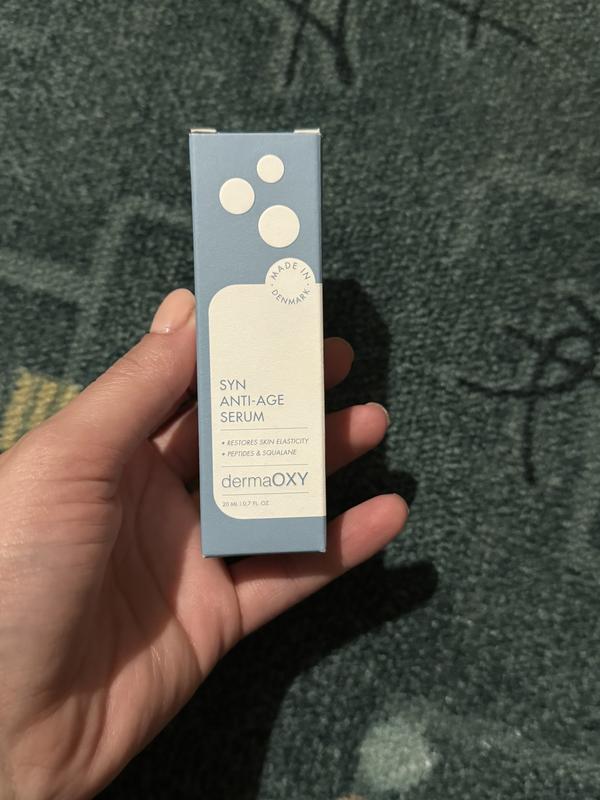 MADE IN
DENMARK
SYN
ANTI-AGE
SERUM
• RESTORES SKIN ELASTICITY
• PEPTIDES & SQUALANE
dermaOXY
20 ML | 0,7 FL. OZ.